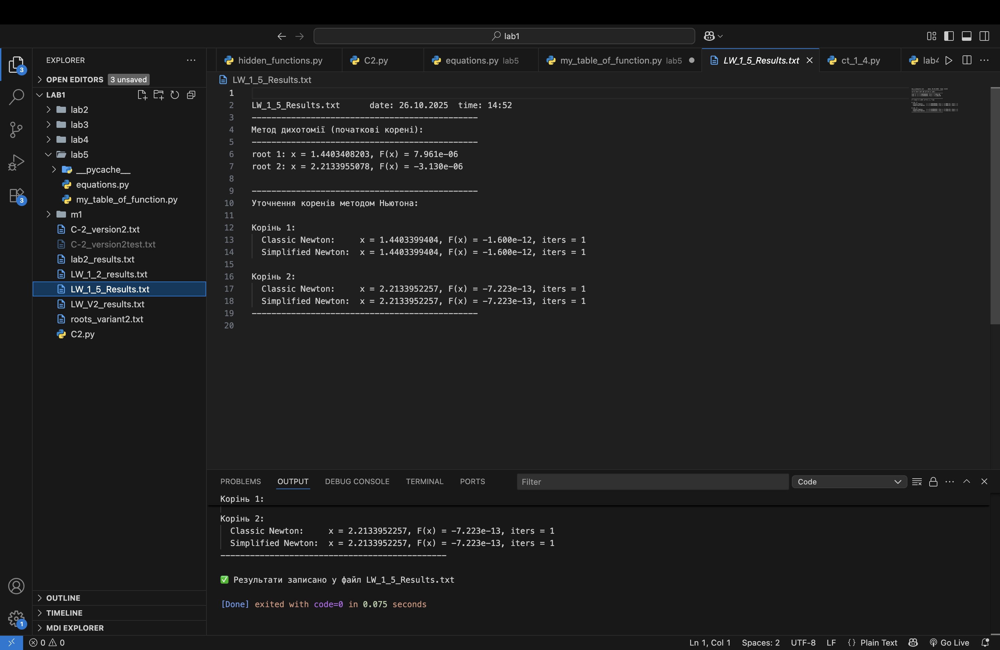 lab1
EXPLORER
OPEN EDITORS 3 unsaved
LAB1
lab2
lab3
lab4
lab5
__pycache__
equations.py
my_table_of_function.py
m1
C-2_version2.txt
C-2_version2test.txt
lab2_results.txt
LW_1_2_results.txt
LW_1_5_Results.txt
LW_V2_results.txt
roots_variant2.txt
C2.py
OUTLINE
TIMELINE
MDI EXPLORER
3
3
1
hidden_functions.py
C2.py
equations.py lab5
my_table_of_function.py lab5
LW_1_5_Results.txt
ct_1_4.py
lab4
LW_1_5_Results.txt
1
2 LW_1_5_Results.txt      date: 26.10.2025  time: 14:52
3 ----------------------------------------------
4 Метод дихотомії (початкові корені):
5 ----------------------------------------------
6 root 1: x = 1.4403408203, F(x) = 7.961e-06
7 root 2: x = 2.2133955078, F(x) = -3.130e-06
8
9 ----------------------------------------------
10 Уточнення коренів методом Ньютона:
11
12 Корінь 1:
13   Classic Newton:     x = 1.4403399404, F(x) = -1.600e-12, iters = 1
14   Simplified Newton:  x = 1.4403399404, F(x) = -1.600e-12, iters = 1
15
16 Корінь 2:
17   Classic Newton:     x = 2.2133952257, F(x) = -7.223e-13, iters = 1
18   Simplified Newton:  x = 2.2133952257, F(x) = -7.223e-13, iters = 1
19 ----------------------------------------------
20
PROBLEMS OUTPUT DEBUG CONSOLE TERMINAL PORTS Filter Code
Корінь 1:
Корінь 2:
  Classic Newton:     x = 2.2133952257, F(x) = -7.223e-13, iters = 1
  Simplified Newton:  x = 2.2133952257, F(x) = -7.223e-13, iters = 1
----------------------------------------------
✅ Результати записано у файл LW_1_5_Results.txt
[Done] exited with code=0 in 0.075 seconds
0 0 Ln 1, Col 1 Spaces: 2 UTF-8 LF {} Plain Text Go Live